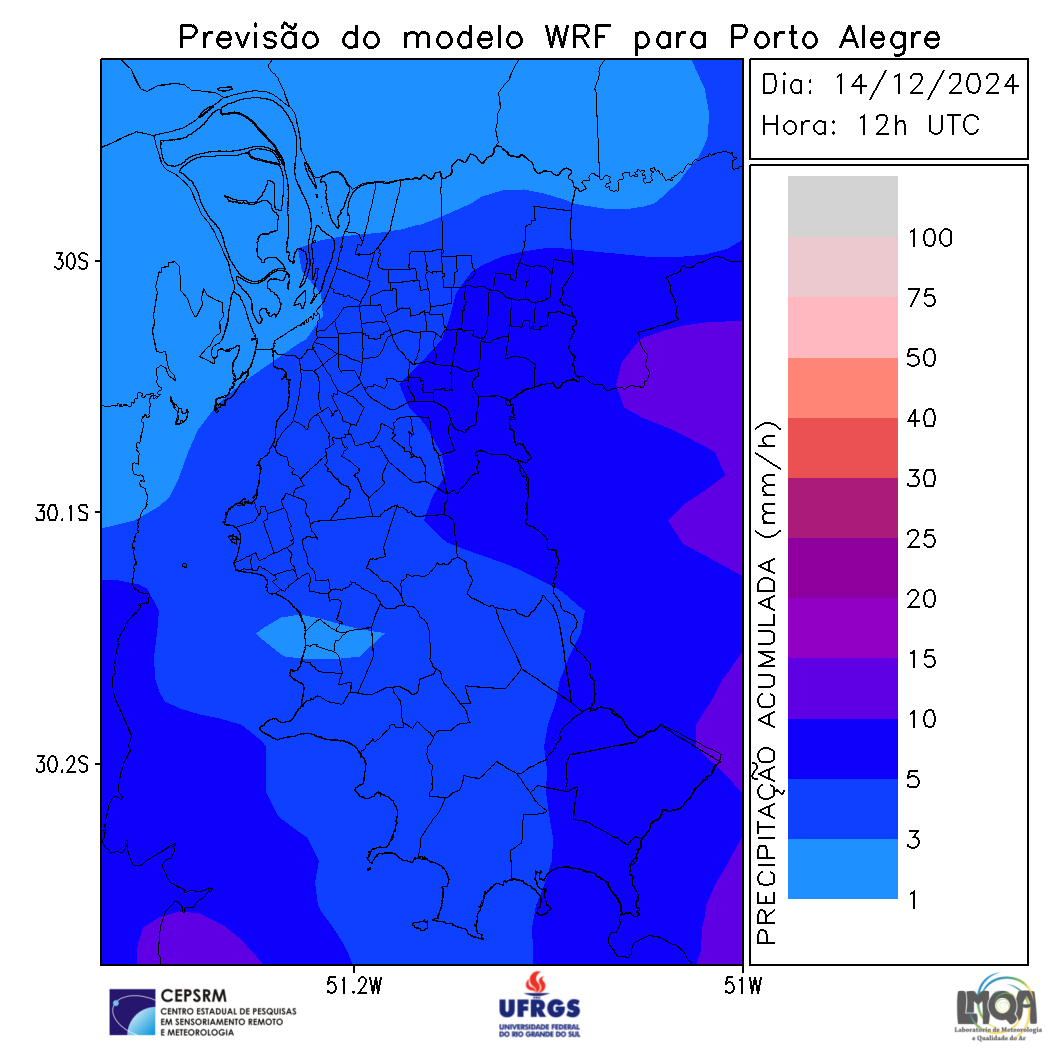 Previsão do modelo WRF para Porto Alegre
Dia: 14/12/2024
Hora: 12h UTC
30S
30.1S
30.2S
51.2W
51W
PRECIPITAÇÃO ACUMULADA (mm/h)
100
75
50
40
30
25
20
15
10
5
3
1
CEPSRM
CENTRO ESTADUAL DE PESQUISAS
EM SENSORIAMENTO REMOTO
E METEOROLOGIA
UFRGS
UNIVERSIDADE FEDERAL
DO RIO GRANDE DO SUL
LMQA
Laboratório de Meteorologia
e Qualidade do Ar